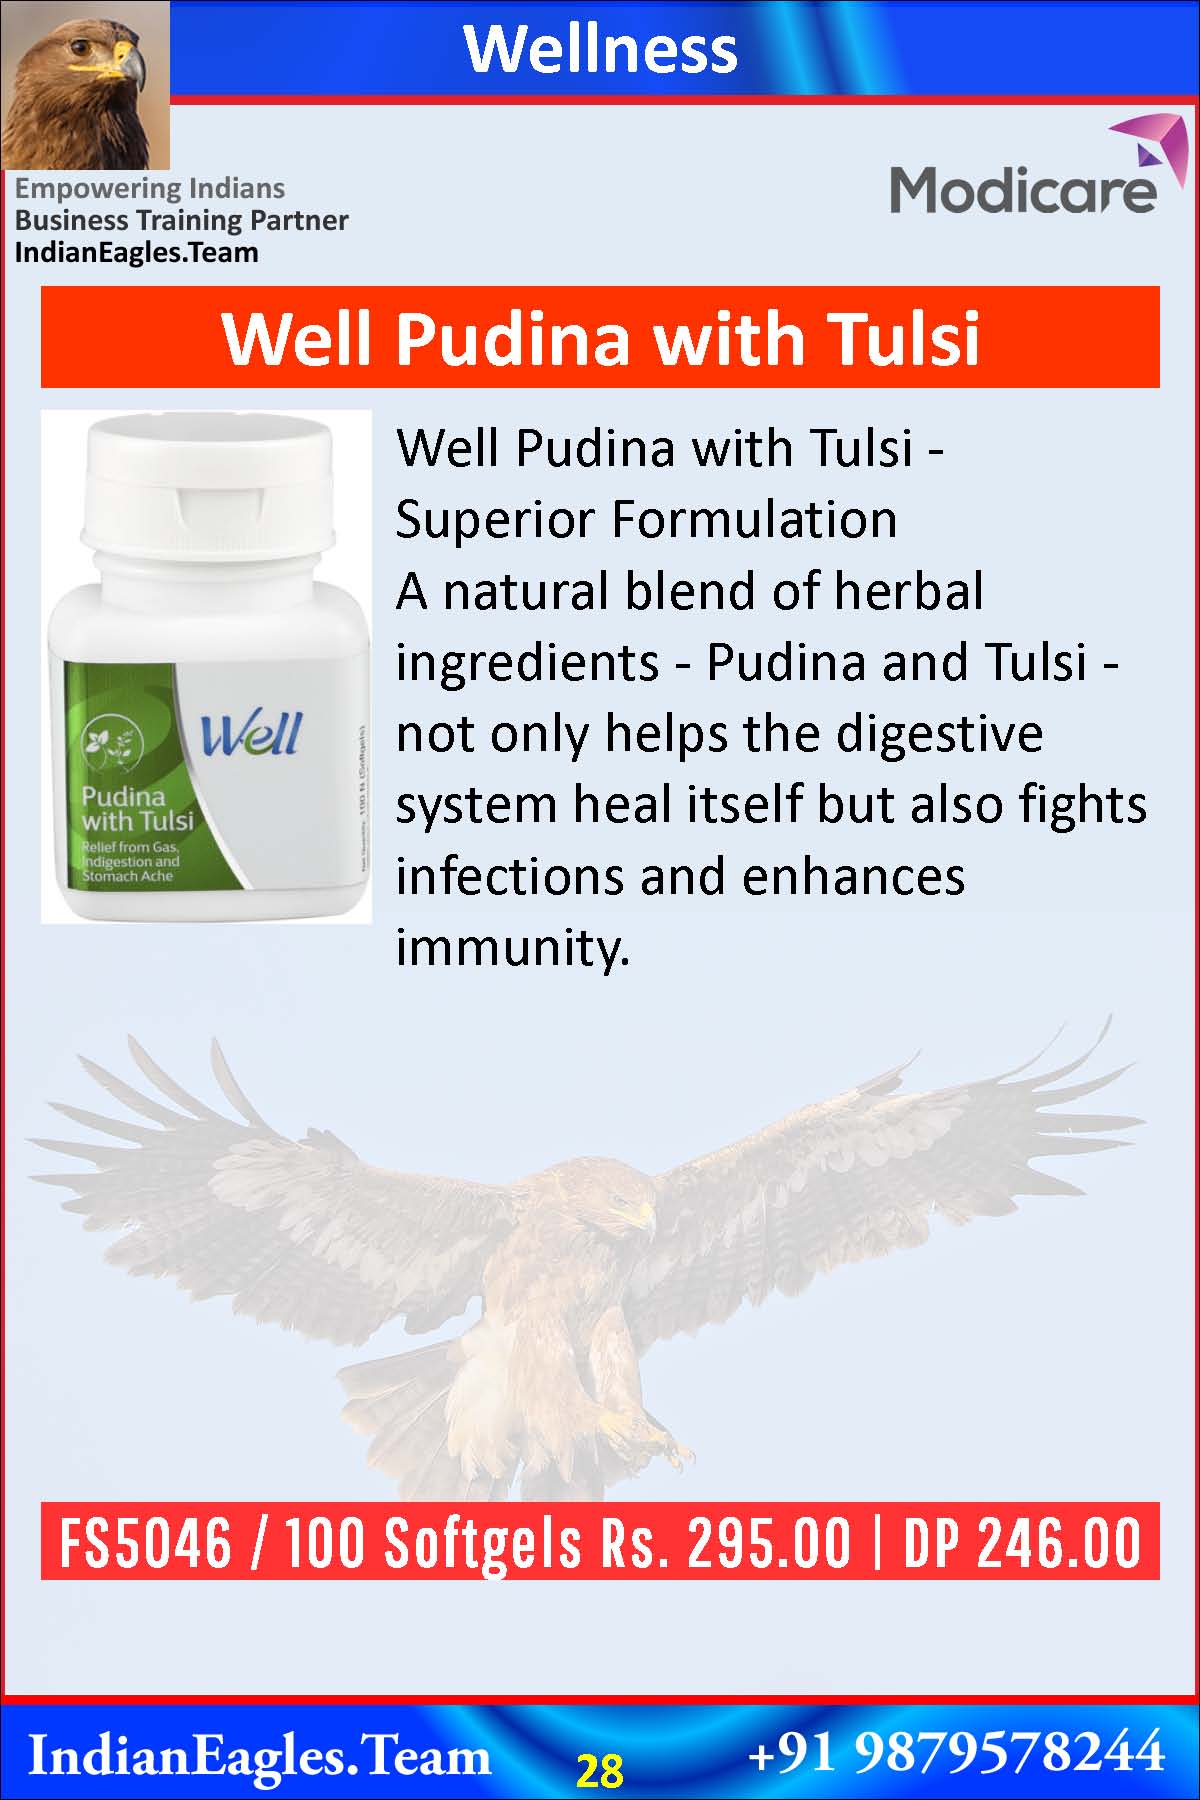 Wellness
Empowering Indians
Business Training Partner
IndianEagles.Team
Modicare
Well Pudina with Tulsi
Well Pudina with Tulsi -
Superior Formulation
A natural blend of herbal
ingredients - Pudina and Tulsi -
not only helps the digestive
system heal itself but also fights
infections and enhances
immunity.
Well
Pudina
with Tulsi
Relief from Gas,
Indigestion and
Stomach Ache
100 N (Softgels)
FS5046 / 100 Softgels Rs. 295.00 | DP 246.00
IndianEagles.Team
28
+91 9879578244